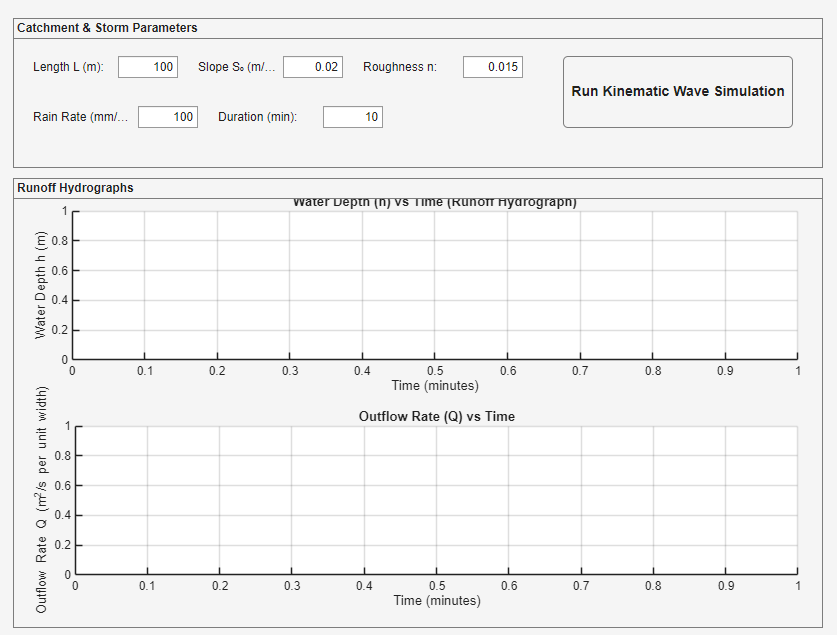 Catchment & Storm Parameters
Length L (m): 100 Slope S₀ (m/... 0.02 Roughness n: 0.015
Run Kinematic Wave Simulation
Rain Rate (mm/... 100 Duration (min): 10
Runoff Hydrographs
Water Depth (h) vs Time (Runoff Hydrograph)
Water Depth h (m)
1
0.8
0.6
0.4
0.2
0
0 0.1 0.2 0.3 0.4 0.5 0.6 0.7 0.8 0.9 1
Time (minutes)
Outflow Rate (Q) vs Time
Outflow Rate Q (m²/s per unit width)
1
0.8
0.6
0.4
0.2
0
0 0.1 0.2 0.3 0.4 0.5 0.6 0.7 0.8 0.9 1
Time (minutes)